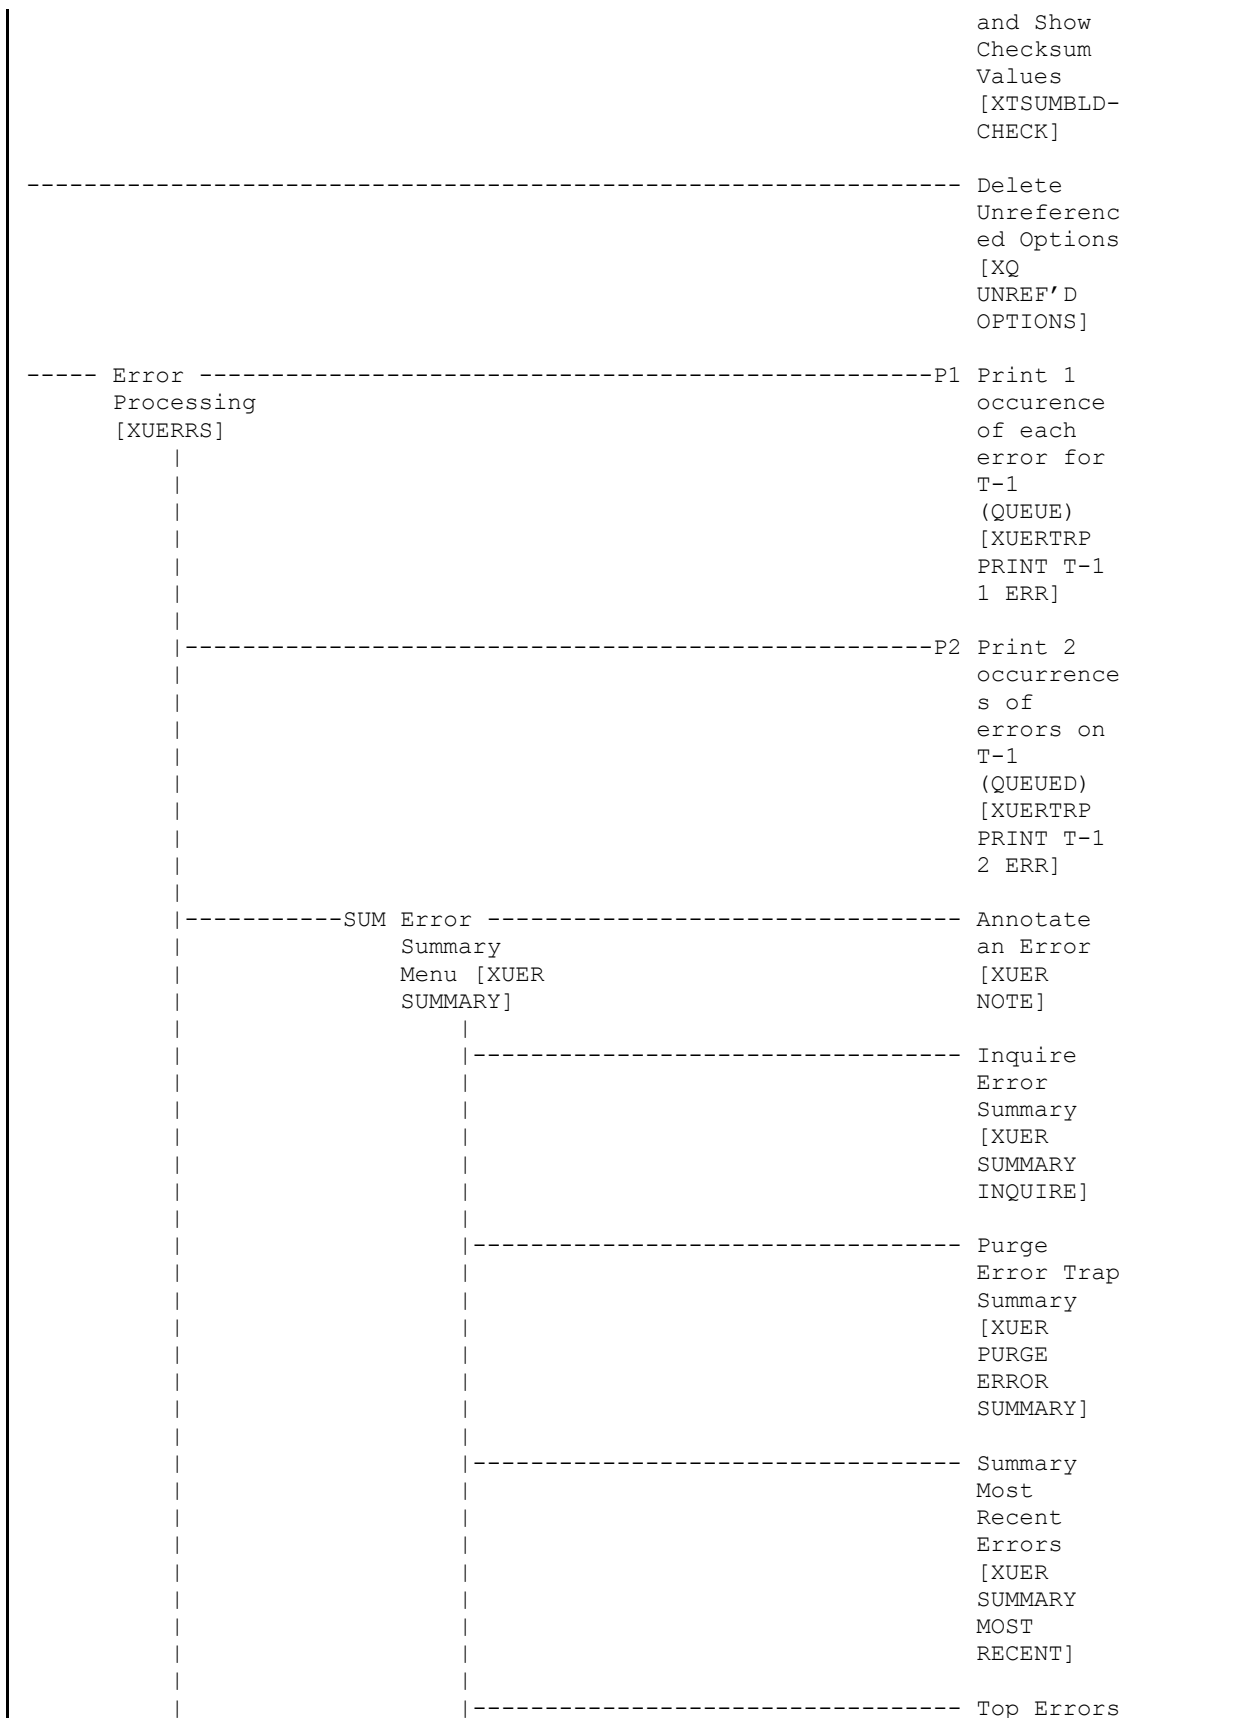 and Show
Checksum
Values
[XTSUMBLD-
CHECK]
----------------------------------------------------------------- Delete
Unreferenc
ed Options
[XQ
UNREF’D
OPTIONS]
----- Error ---------------------------------------------------P1 Print 1
Processing occurence
[XUERRS] of each
| error for
| T-1
| (QUEUE)
| [XUERTRP
| PRINT T-1
| 1 ERR]
|
|----------------------------------------------------P2 Print 2
| occurrence
| s of
| errors on
| T-1
| (QUEUED)
| [XUERTRP
| PRINT T-1
| 2 ERR]
|
|-----------SUM Error --------------------------------- Annotate
| Summary an Error
| Menu [XUER [XUER
| SUMMARY] NOTE]
| |
| |---------------------------------- Inquire
| | Error
| | Summary
| | [XUER
| | SUMMARY
| | INQUIRE]
| |
| |---------------------------------- Purge
| | Error Trap
| | Summary
| | [XUER
| | PURGE
| | ERROR
| | SUMMARY]
| |
| |---------------------------------- Summary
| | Most
| | Recent
| | Errors
| | [XUER
| | SUMMARY
| | MOST
| | RECENT]
| |
| |---------------------------------- Top Errors